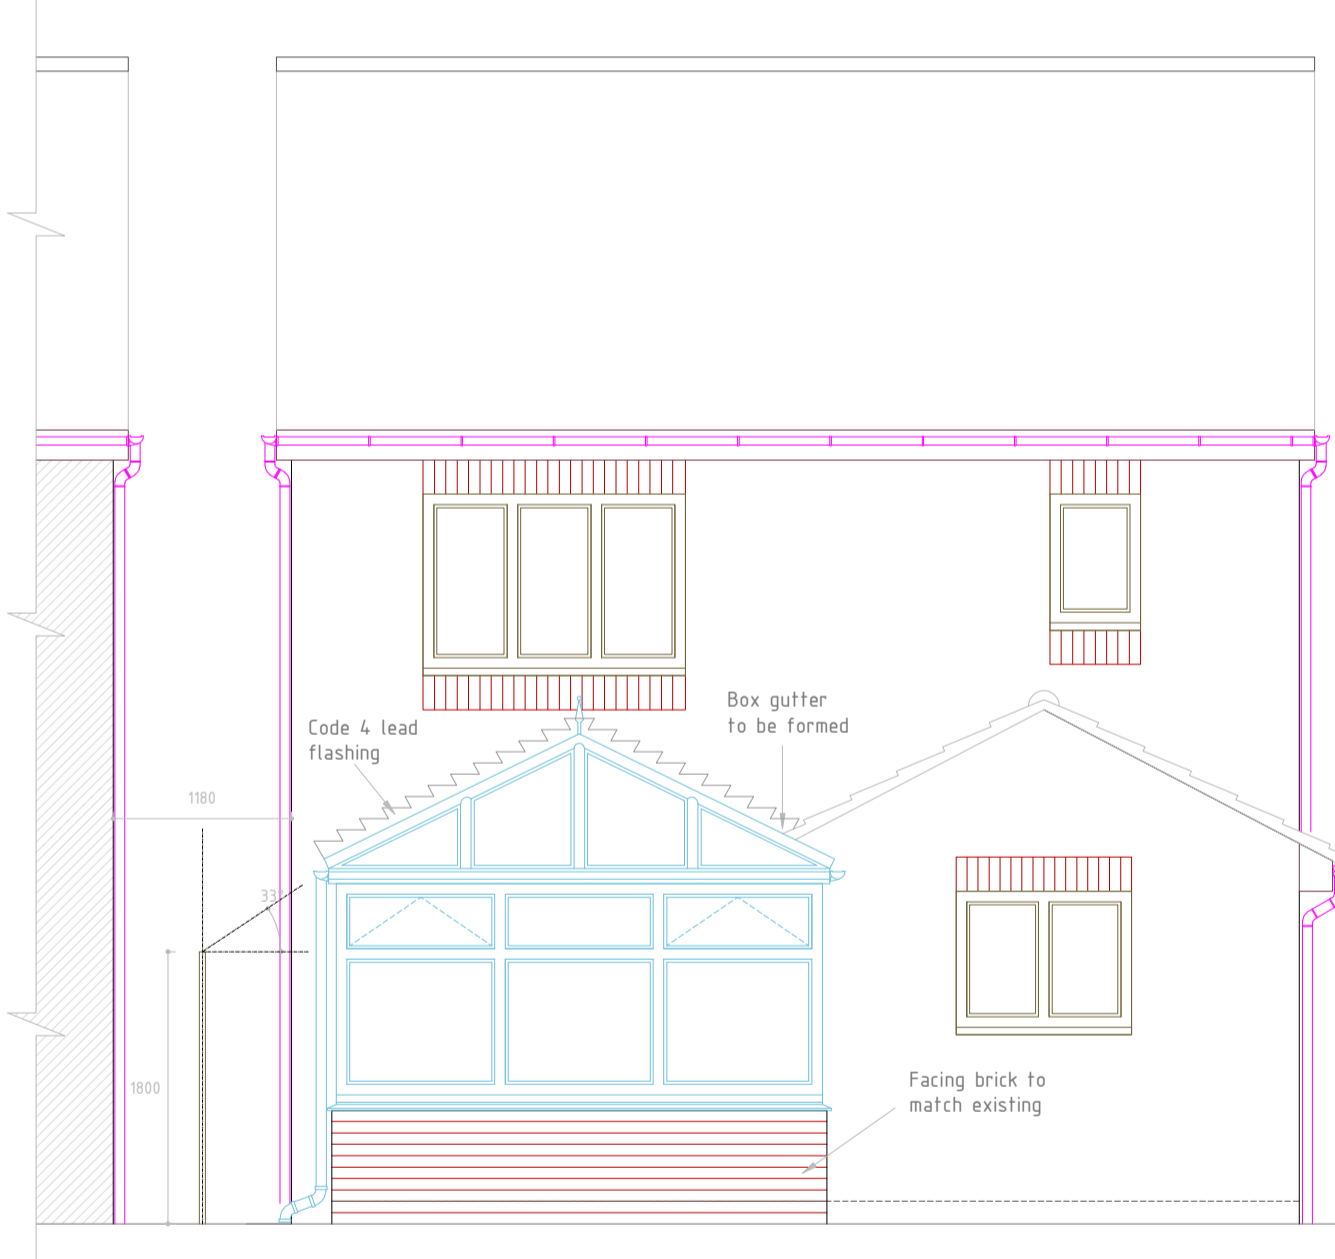 Box gutter
to be formed
Code 4 lead
flashing
1180
33°
1800
Facing brick to
match existing